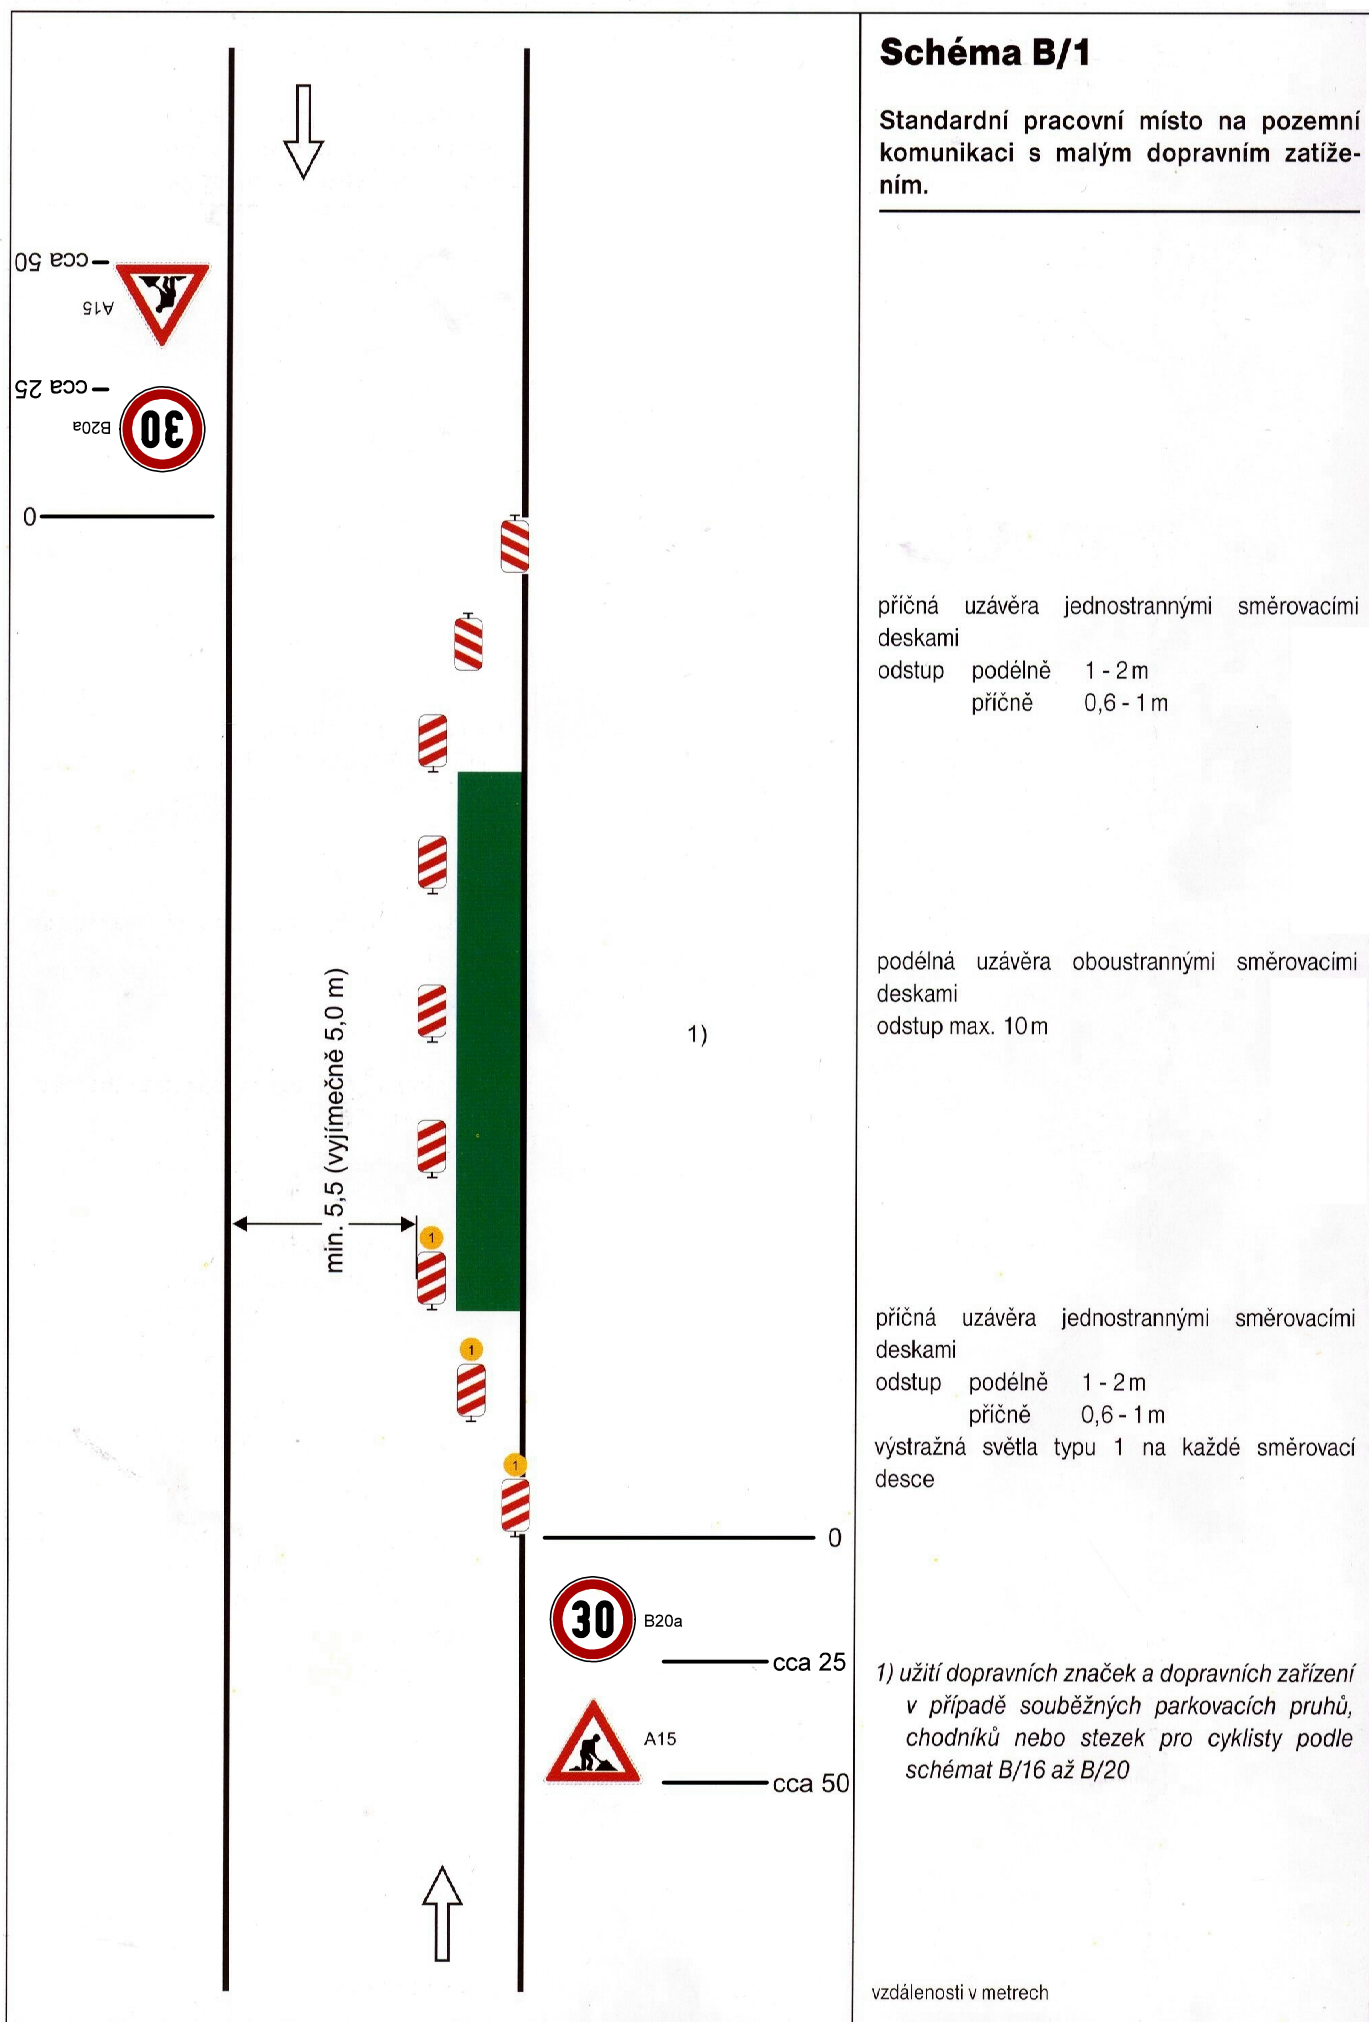 Schéma B/1
Standardní pracovní místo na pozemní
komunikaci s malým dopravním zatíže-
ním.
cca 50
A15
cca 25
B20a
30
0
příčná uzávěra jednostrannými směrovacími
deskami
odstup podélně 1 - 2 m
příčně 0,6 - 1 m
podélná uzávěra oboustrannými směrovacími
deskami
odstup max. 10 m
min. 5,5 (vyjímečně 5,0 m)
1)
1
příčná uzávěra jednostrannými směrovacími
deskami
odstup podélně 1 - 2 m
příčně 0,6 - 1 m
výstražná světla typu 1 na každé směrovací
desce
1
1
0
30
B20a
cca 25
A15
cca 50
1) užití dopravních značek a dopravních zařízení
v případě souběžných parkovacích pruhů,
chodníků nebo stezek pro cyklisty podle
schémat B/16 až B/20
vzdálenosti v metrech